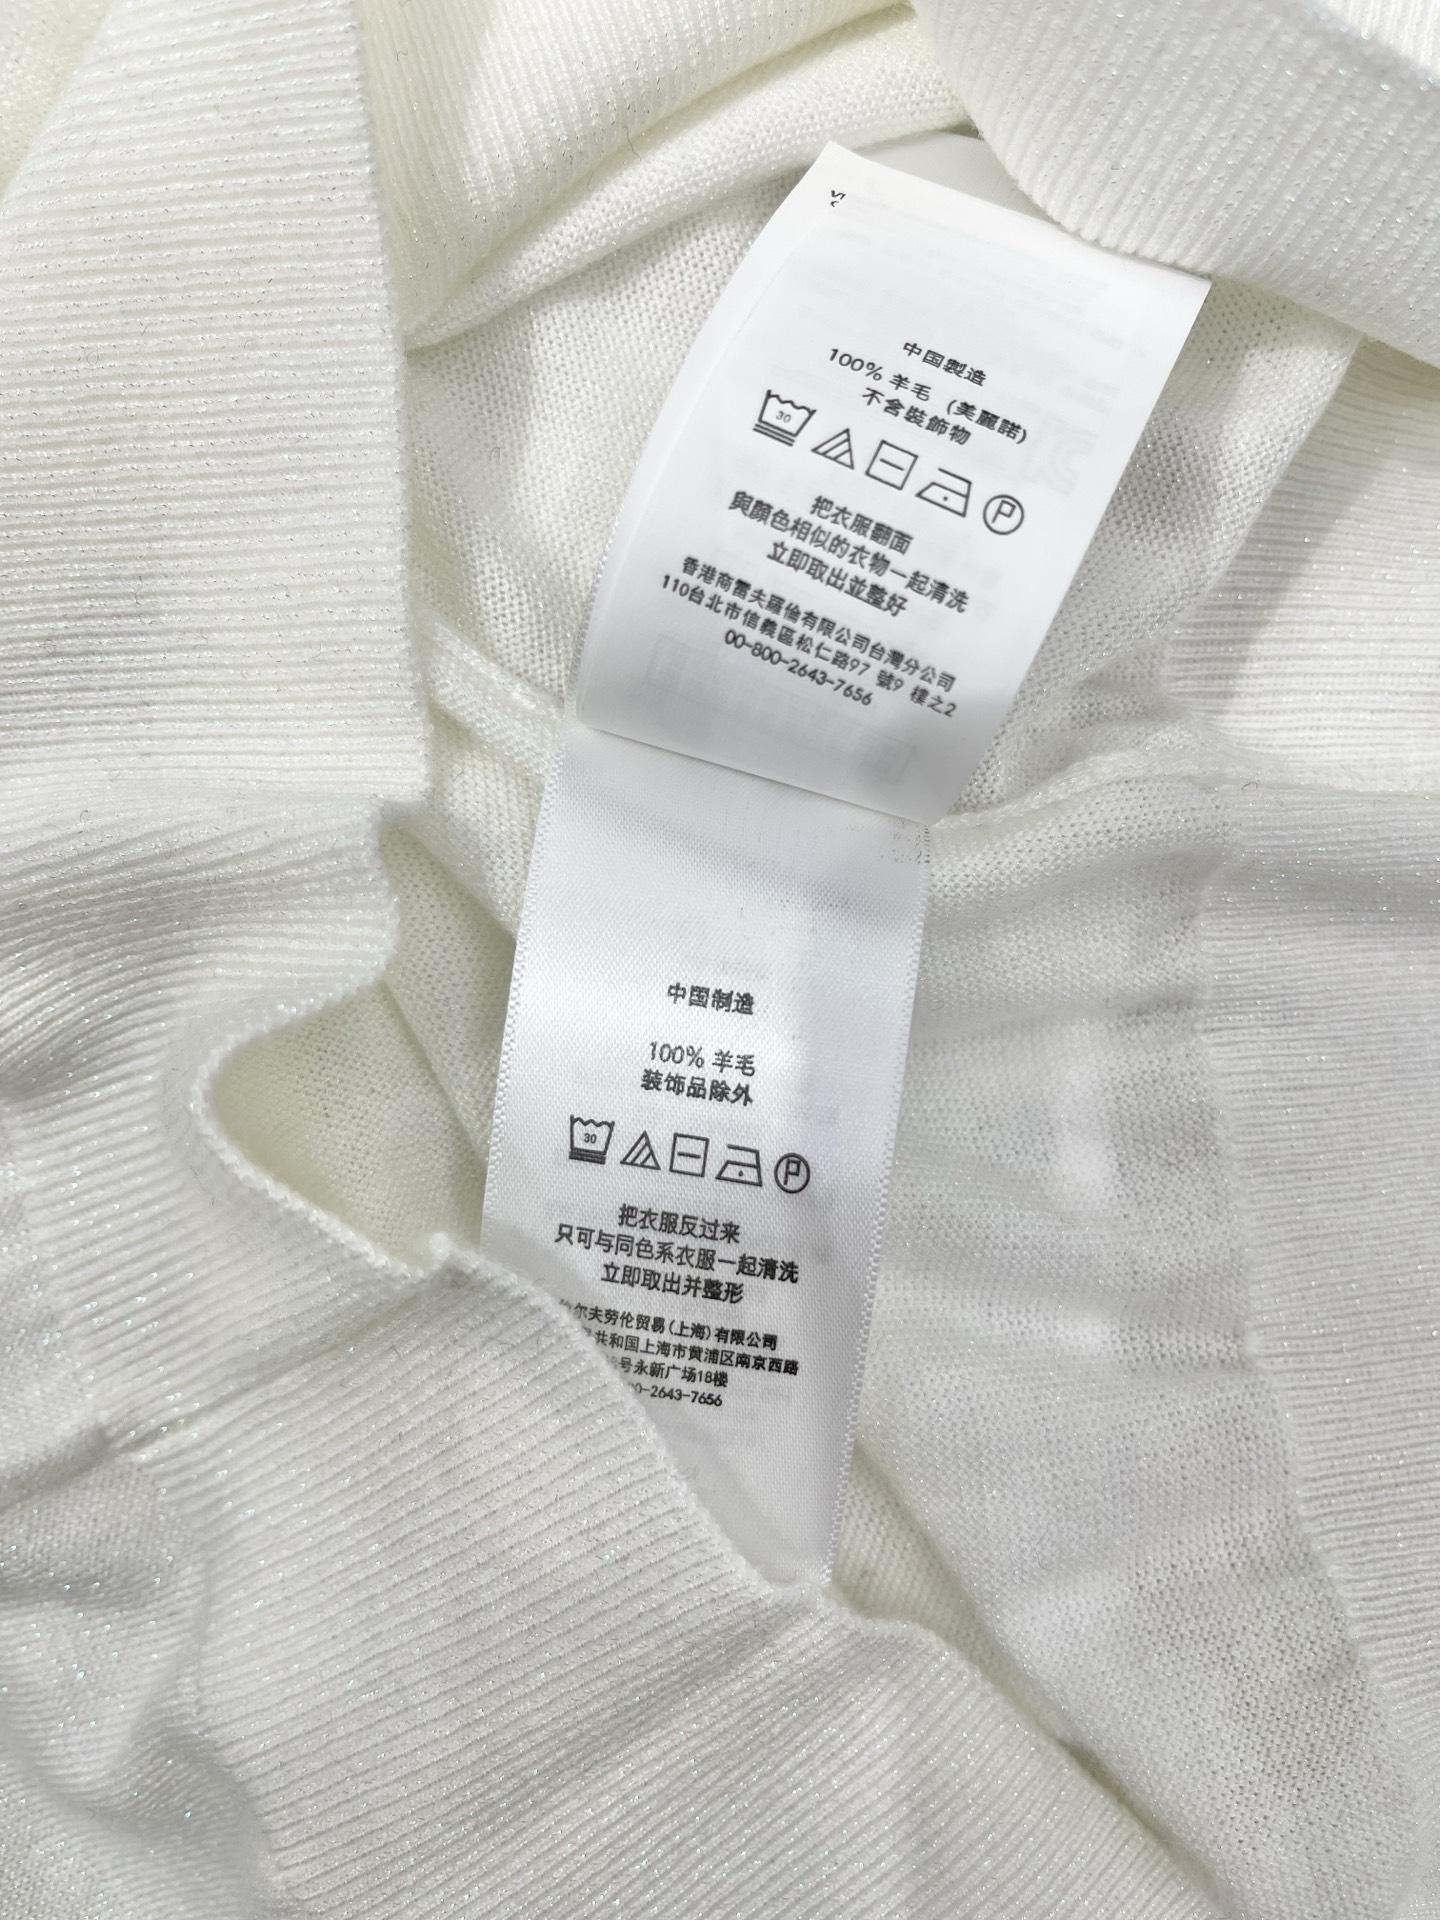 中国製造
100% 羊毛 (美麗諾)
不含裝飾物
30
P
把衣服翻面
與顏色相似的衣物一起清洗
立即取出並整好
香港商雷夫羅倫有限公司台灣分公司
110台北市信義區松仁路97 號9 樓之2
00-800-2643-7656
中国制造
100% 羊毛
装饰品除外
30
P
把衣服反过来
只可与同色系衣服一起清洗
立即取出并整形
尔夫劳伦贸易(上海)有限公司
共和国上海市黄浦区南京西路
号永新广场18楼
0-2643-7656